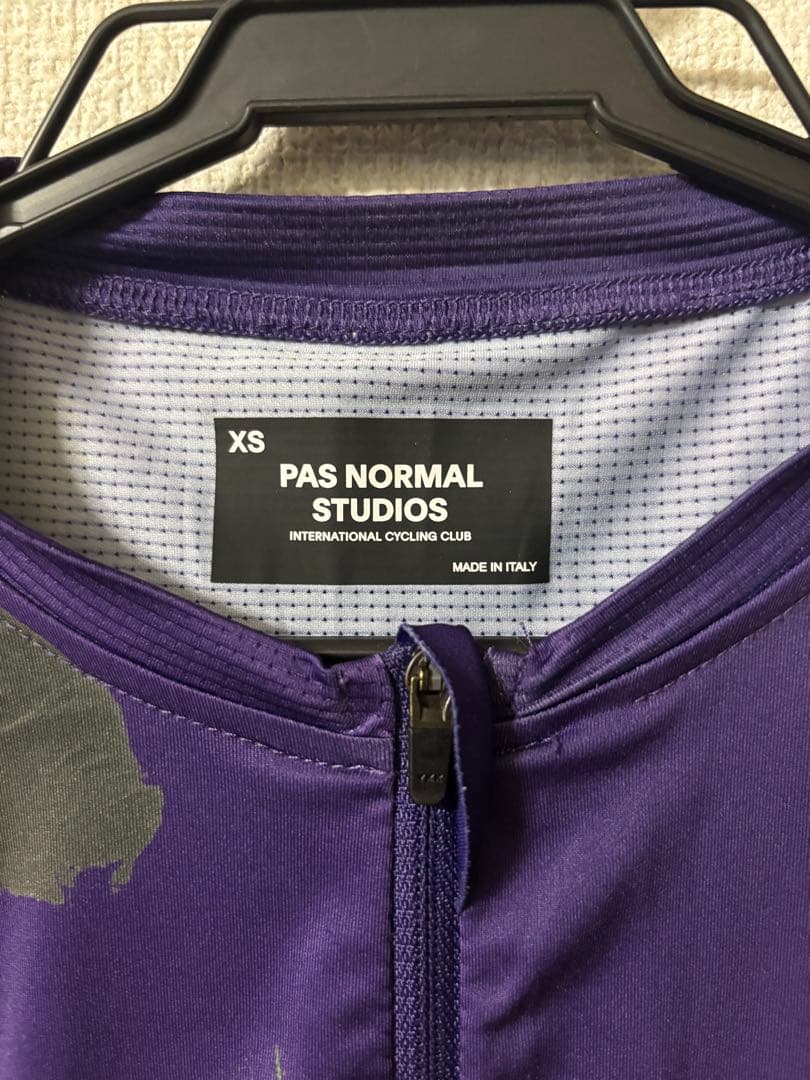 XS
PAS NORMAL
STUDIOS
INTERNATIONAL CYCLING CLUB
MADE IN ITALY